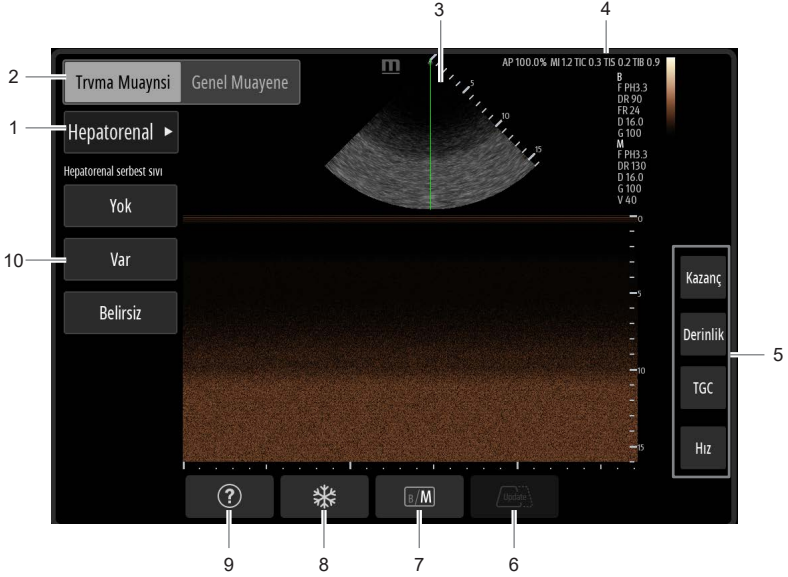 3
4
2
Trvma Muaynsi
Genel Muayene
m
AP 100.0% MI 1.2 TIC 0.3 TIS 0.2 TIB 0.9
B
F PH3.3
DR 90
FR 24
D 16.0
G 100
M
F PH3.3
DR 130
D 16.0
G 100
V 40
5
10
15
1
Hepatorenal
Hepatorenal serbest sıvı
Yok
10
Var
Belirsiz
0
5
10
15
Kazanç
Derinlik
TGC
Hız
5
?
B/M
Update
9
8
7
6